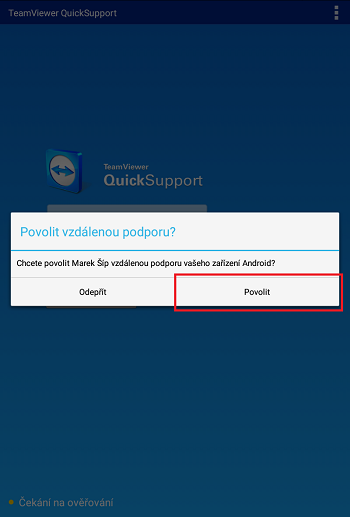 TeamViewer QuickSupport
TeamViewer
QuickSupport
Povolit vzdálenou podporu?
Chcete povolit Marek Šíp vzdálenou podporu vašeho zařízení Android?
Odepřít
Povolit
Čekání na ověřování